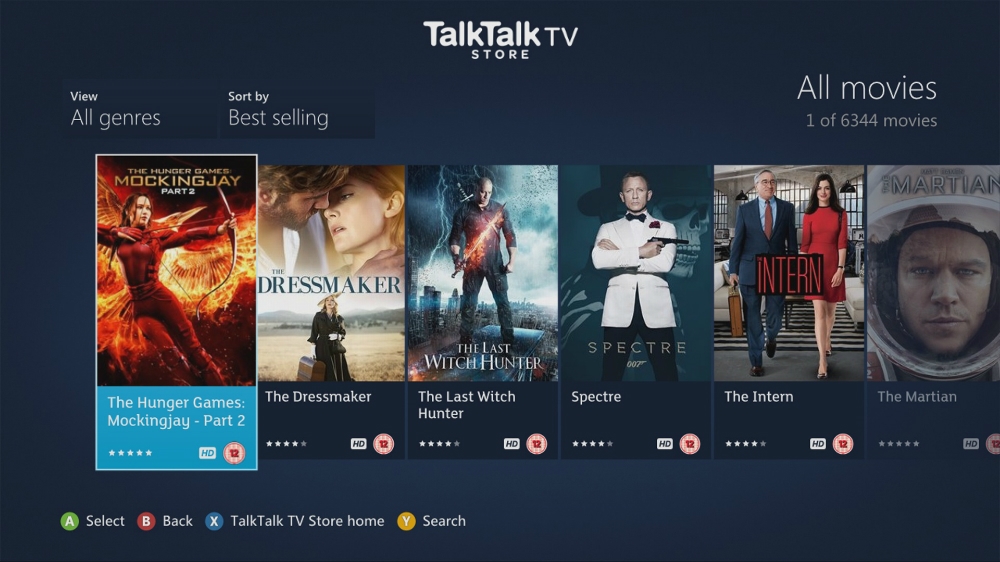 TalkTalk TV
STORE
View
All genres
Sort by
Best selling
All movies
1 of 6344 movies
THE HUNGER GAMES:
MOCKINGJAY
PART 2
THE
DRESSMAKER
THE LAST
WITCH HUNTER
SPECTRE
007
INTERN
MARTIAN
The Hunger Games:
Mockingjay - Part 2
HD
12
The Dressmaker
HD
12
The Last Witch
Hunter
HD
12
Spectre
HD
12
The Intern
HD
12
The Martian
HD
12
A Select
B Back
X TalkTalk TV Store home
Y Search